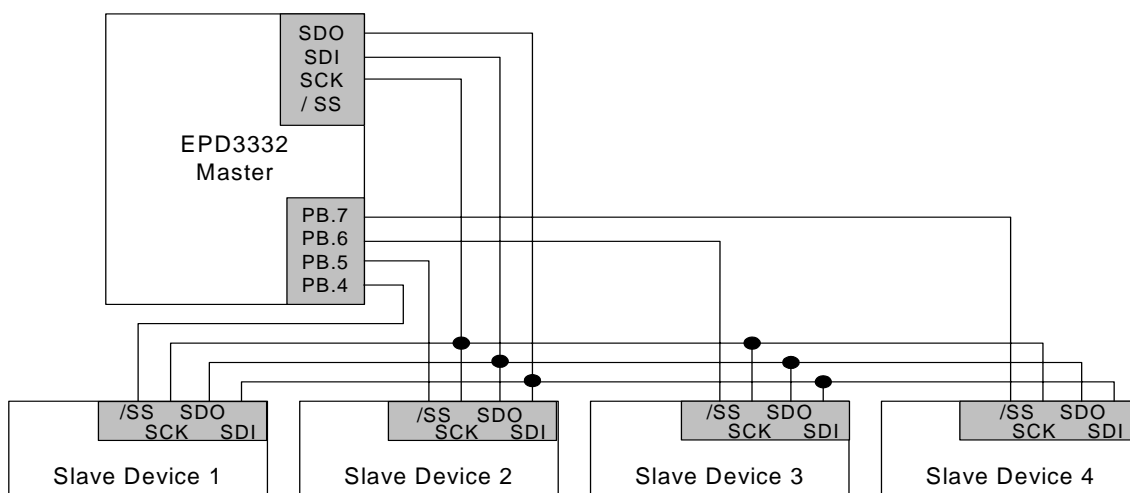 SDO
SDI
SCK
/ SS
EPD3332
Master
PB.7
PB.6
PB.5
PB.4
/SS SDO
SCK SDI
Slave Device 1
/SS SDO
SCK SDI
Slave Device 2
/SS SDO
SCK SDI
Slave Device 3
/SS SDO
SCK SDI
Slave Device 4